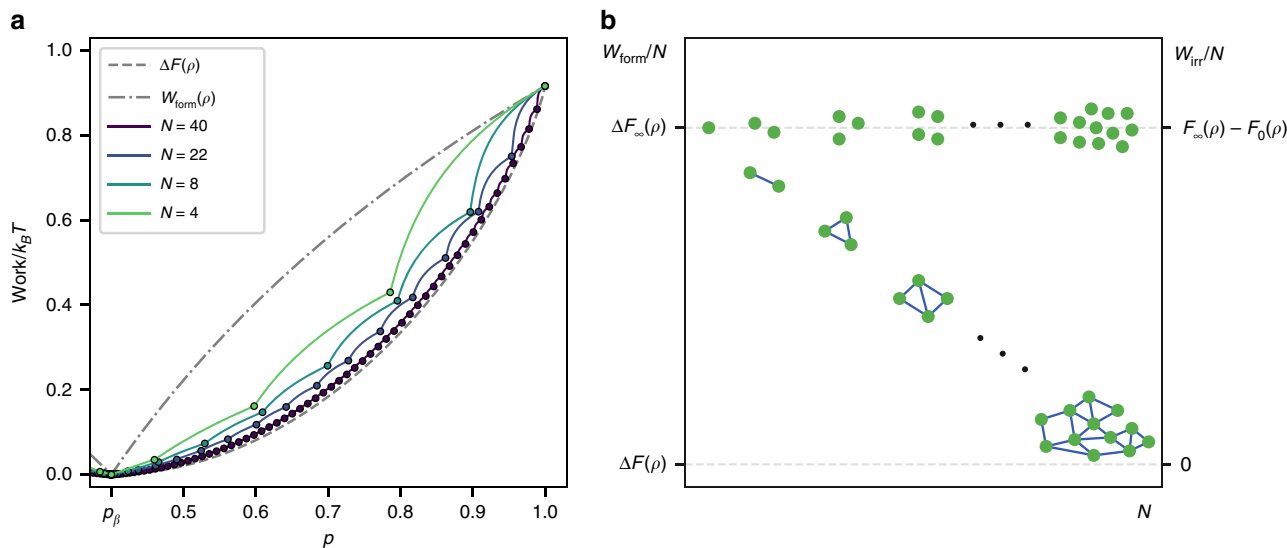 a
1.0
0.8
0.6
0.4
0.2
0.0
Work/k_BT
ΔF(ρ)
W_form(ρ)
N = 40
N = 22
N = 8
N = 4
p_β
0.5
0.6
0.7
0.8
0.9
1.0
p
b
W_form/N
W_irr/N
ΔF_∞(ρ)
F_∞(ρ) − F_0(ρ)
ΔF(ρ)
0
N